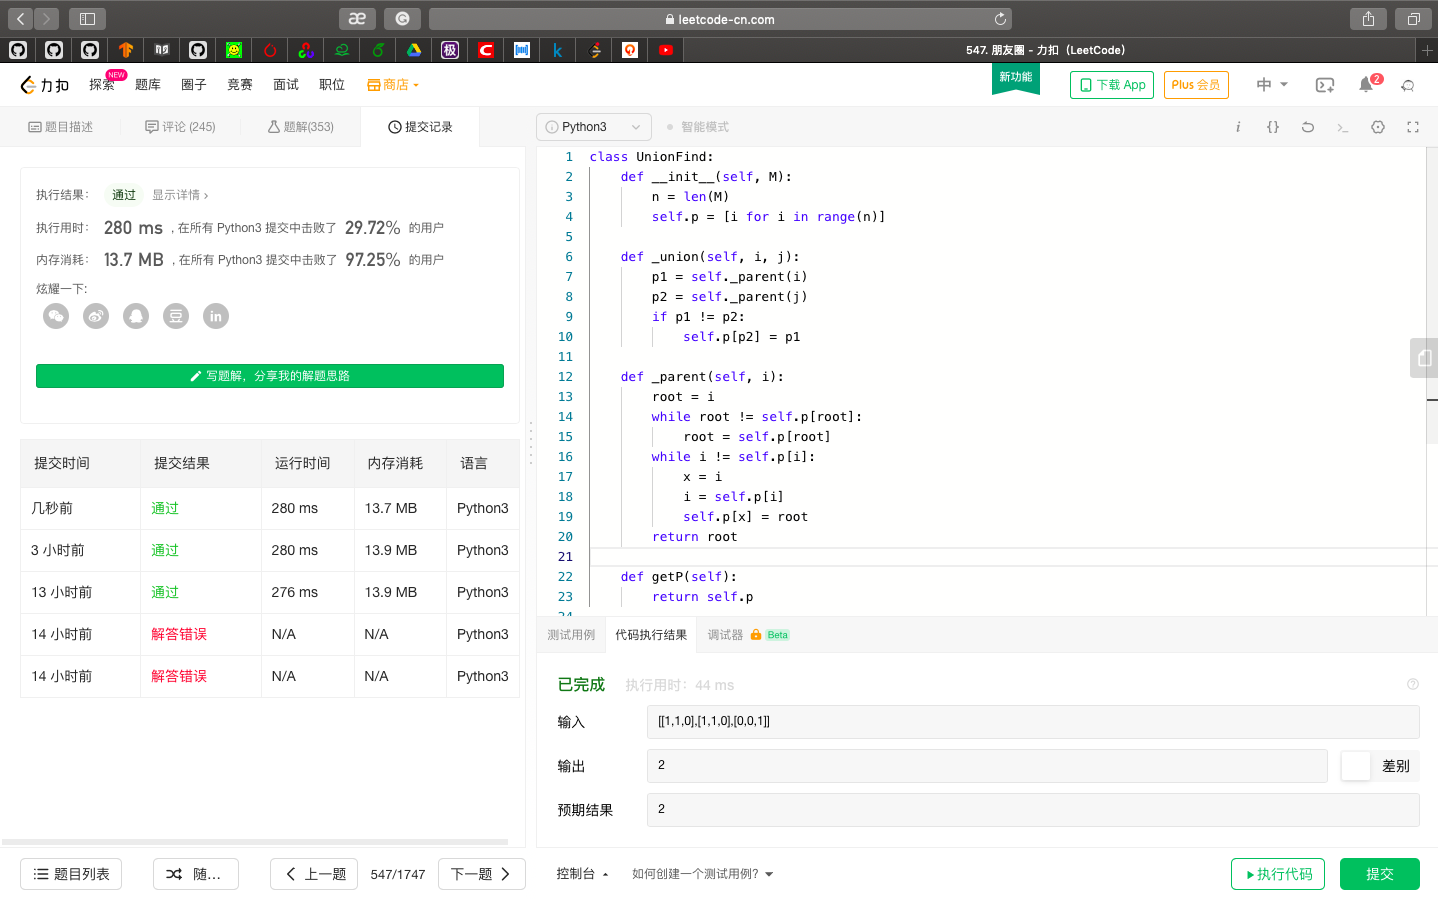 leetcode-cn.com
547. 朋友圈 - 力扣（LeetCode）
力扣
探索
NEW
题库
圈子
竞赛
面试
职位
商店
新功能
下载 App
Plus 会员
中
2
题目描述
评论 (245)
题解(353)
提交记录
Python3
智能模式
执行结果：
通过
显示详情 ›
执行用时： 280 ms , 在所有 Python3 提交中击败了 29.72% 的用户
内存消耗： 13.7 MB , 在所有 Python3 提交中击败了 97.25% 的用户
炫耀一下:
写题解，分享我的解题思路
提交时间 提交结果 运行时间 内存消耗 语言
几秒前 通过 280 ms 13.7 MB Python3
3 小时前 通过 280 ms 13.9 MB Python3
13 小时前 通过 276 ms 13.9 MB Python3
14 小时前 解答错误 N/A N/A Python3
14 小时前 解答错误 N/A N/A Python3
1 class UnionFind:
2     def __init__(self, M):
3         n = len(M)
4         self.p = [i for i in range(n)]
5
6     def _union(self, i, j):
7         p1 = self._parent(i)
8         p2 = self._parent(j)
9         if p1 != p2:
10             self.p[p2] = p1
11
12     def _parent(self, i):
13         root = i
14         while root != self.p[root]:
15             root = self.p[root]
16         while i != self.p[i]:
17             x = i
18             i = self.p[i]
19             self.p[x] = root
20         return root
21
22     def getP(self):
23         return self.p
24
测试用例
代码执行结果
调试器
Beta
已完成 执行用时：44 ms
输入 [[1,1,0],[1,1,0],[0,0,1]]
输出 2 差别
预期结果 2
题目列表
随...
上一题
547/1747
下一题
控制台
如何创建一个测试用例?
执行代码
提交